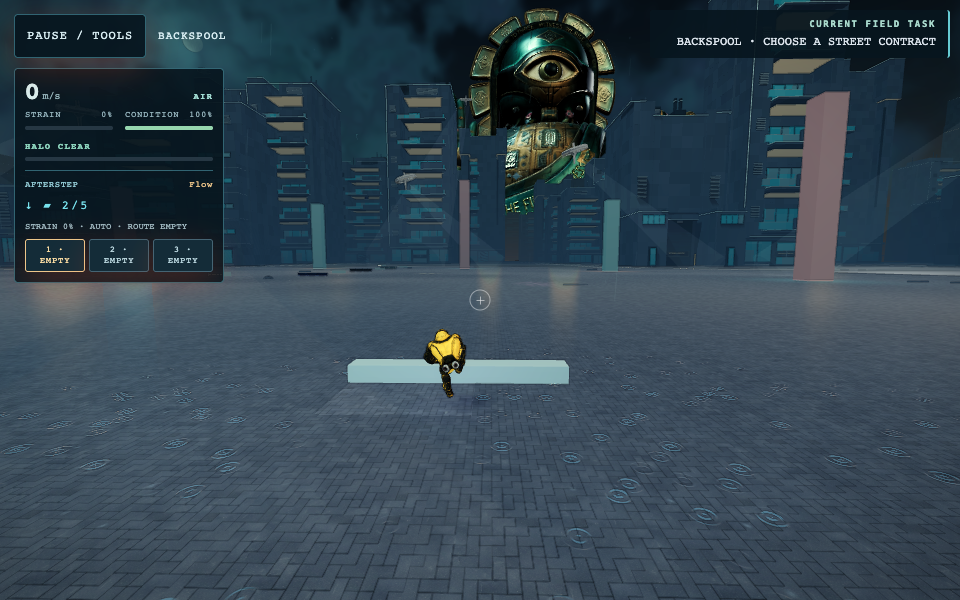 PAUSE / TOOLS
BACKSPOOL
CURRENT FIELD TASK
BACKSPOOL · CHOOSE A STREET CONTRACT
0 m/s
AIR
STRAIN 0%
CONDITION 100%
HALO CLEAR
AFTERSTEP
Flow
↓ ▰ 2/5
STRAIN 0% · AUTO · ROUTE EMPTY
1 · EMPTY
2 · EMPTY
3 · EMPTY